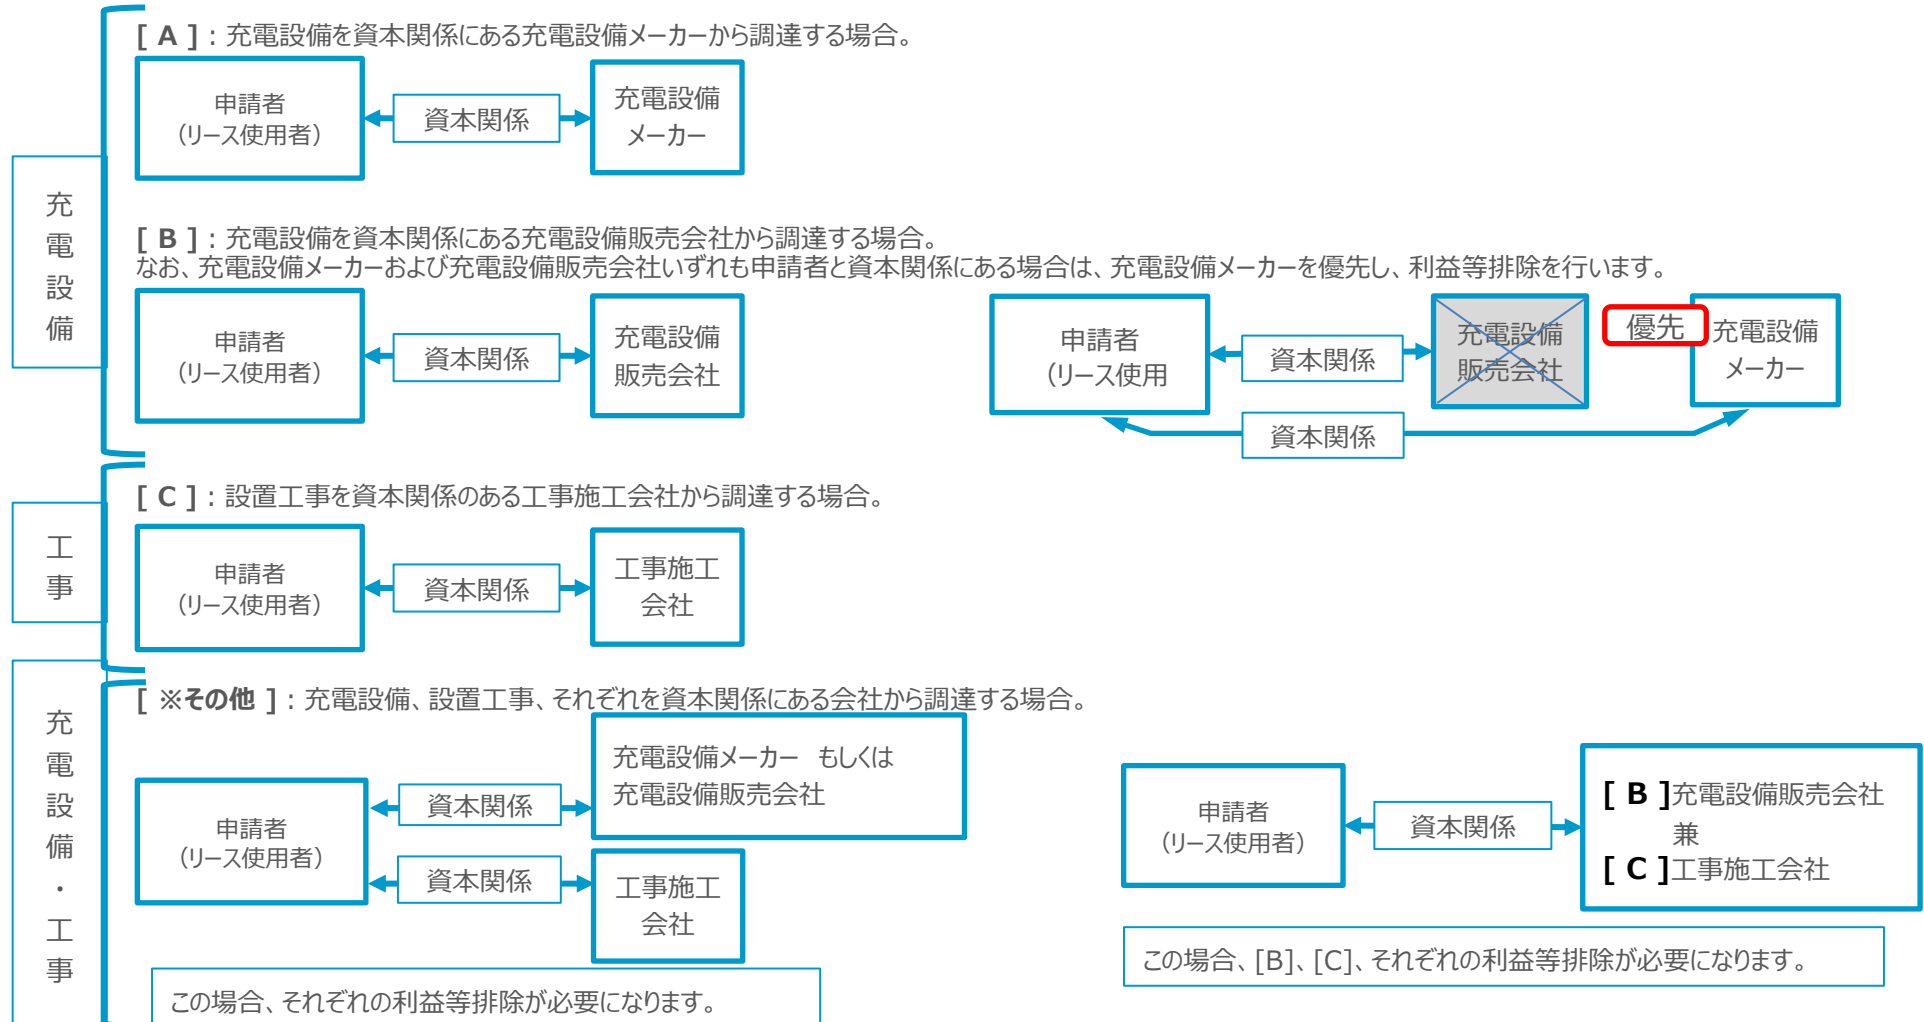 [ A ]：充電設備を資本関係にある充電設備メーカーから調達する場合。
申請者
（リース使用者）
資本関係
充電設備
メーカー
充
電
設
備
[ B ]：充電設備を資本関係にある充電設備販売会社から調達する場合。
なお、充電設備メーカーおよび充電設備販売会社いずれも申請者と資本関係にある場合は、充電設備メーカーを優先し、利益等排除を行います。
申請者
（リース使用者）
資本関係
充電設備
販売会社
申請者
（リース使用
資本関係
充電設備
販売会社
優先
充電設備
メーカー
資本関係
[ C ]：設置工事を資本関係のある工事施工会社から調達する場合。
工
事
申請者
（リース使用者）
資本関係
工事施工
会社
[ ※その他 ]：充電設備、設置工事、それぞれを資本関係にある会社から調達する場合。
充
電
設
備
・
工
事
申請者
（リース使用者）
資本関係
充電設備メーカー　もしくは
充電設備販売会社
資本関係
工事施工
会社
この場合、それぞれの利益等排除が必要になります。
申請者
（リース使用者）
資本関係
[ B ]充電設備販売会社
兼
[ C ]工事施工会社
この場合、[B]、[C]、それぞれの利益等排除が必要になります。